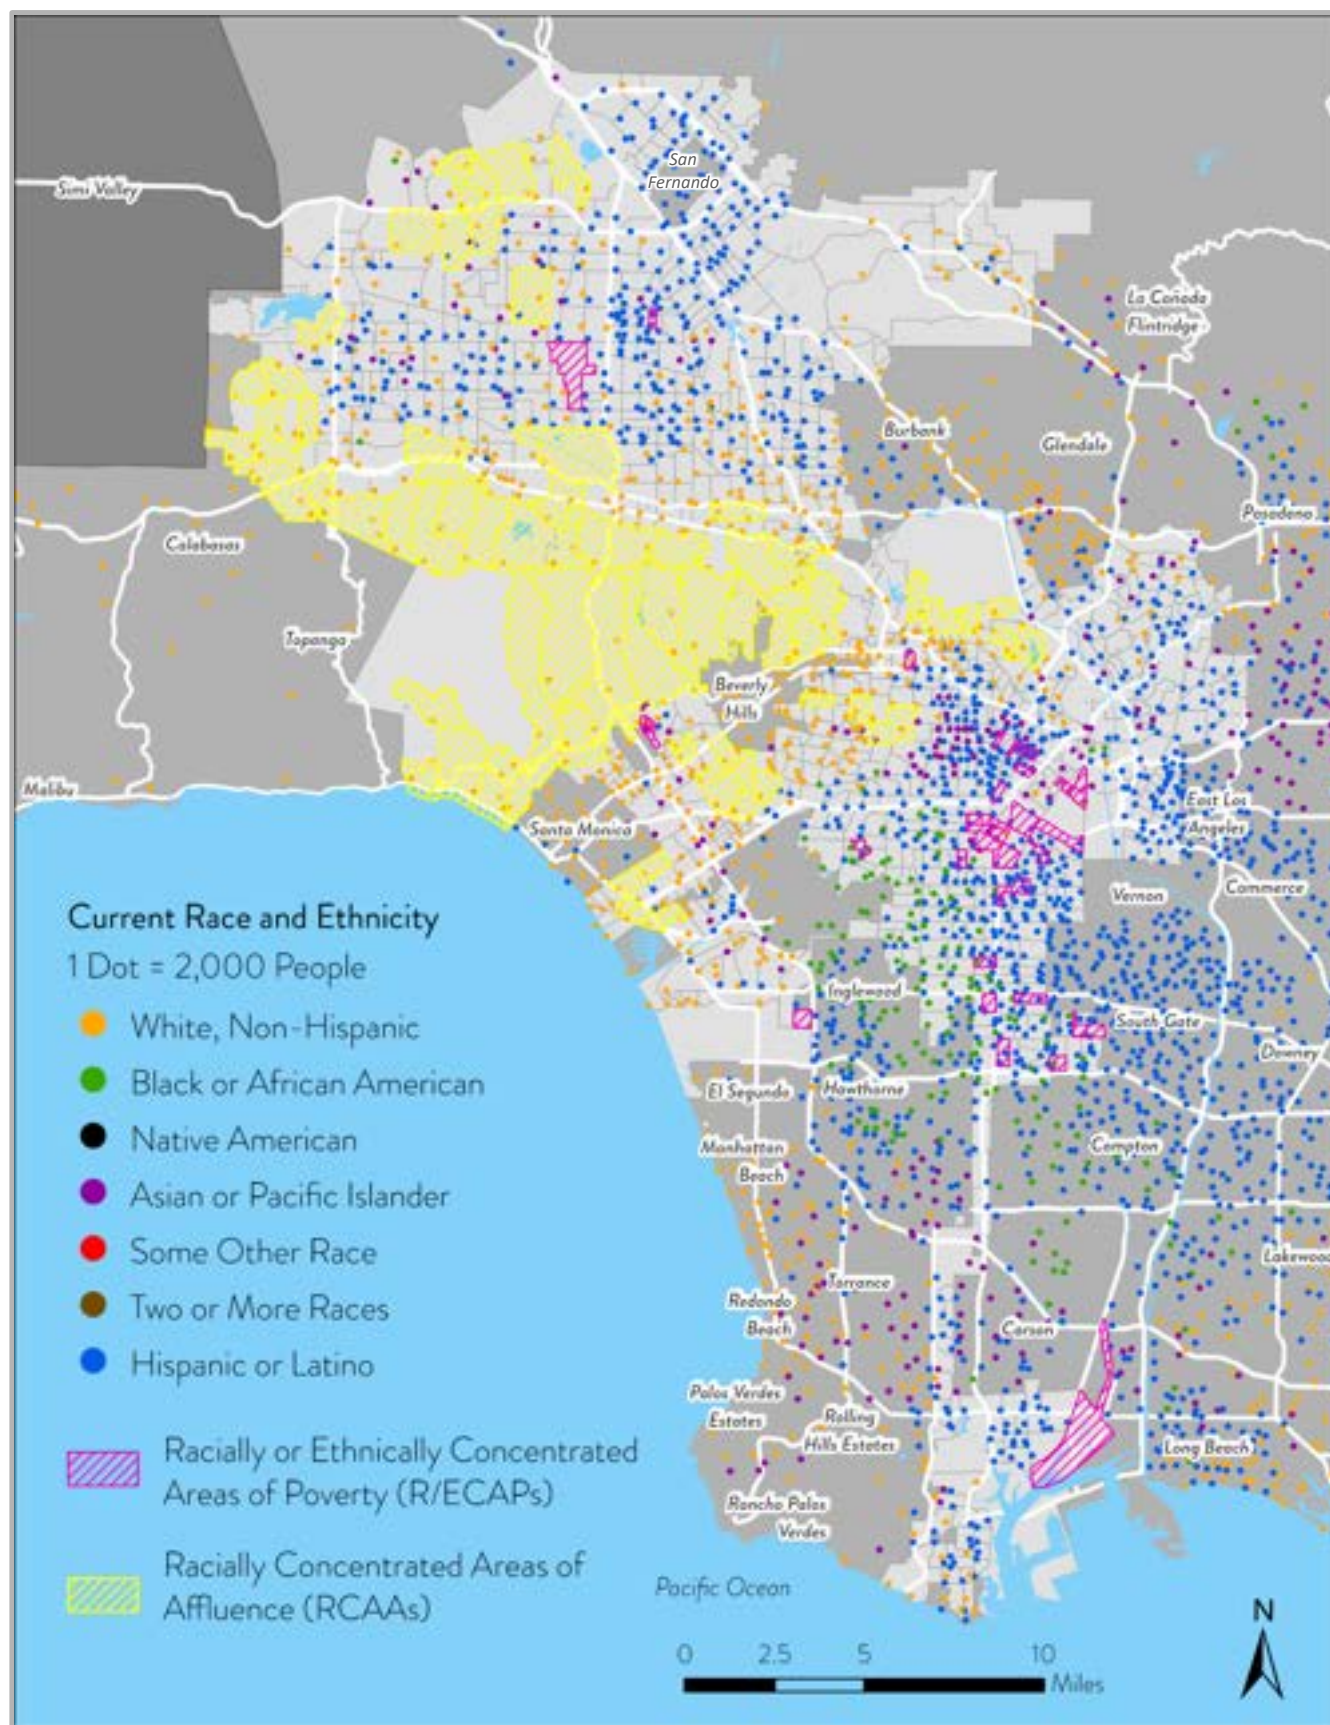 San
Fernando
Simi Valley
La Cañada
Flintridge
Burbank
Glendale
Pasadena
Calabasas
Topanga
Beverly
Hills
Malibu
Santa Monica
East Los
Angeles
Vernon
Commerce
Inglewood
South Gate
Downey
El Segundo
Hawthorne
Manhattan
Beach
Compton
Lakewood
Torrance
Redondo
Beach
Carson
Palos Verdes
Estates
Rolling
Hills Estates
Long Beach
Rancho Palos
Verdes
Pacific Ocean
Current Race and Ethnicity
1 Dot = 2,000 People
White, Non-Hispanic
Black or African American
Native American
Asian or Pacific Islander
Some Other Race
Two or More Races
Hispanic or Latino
Racially or Ethnically Concentrated
Areas of Poverty (R/ECAPs)
Racially Concentrated Areas of
Affluence (RCAAs)
0 2.5 5 10
Miles
N